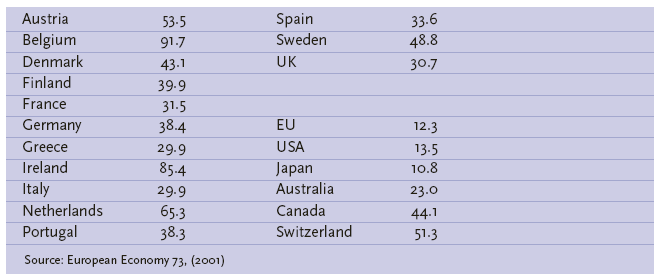 Austria 53.5 Spain 33.6
Belgium 91.7 Sweden 48.8
Denmark 43.1 UK 30.7
Finland 39.9
France 31.5
Germany 38.4 EU 12.3
Greece 29.9 USA 13.5
Ireland 85.4 Japan 10.8
Italy 29.9 Australia 23.0
Netherlands 65.3 Canada 44.1
Portugal 38.3 Switzerland 51.3
Source: European Economy 73, (2001)